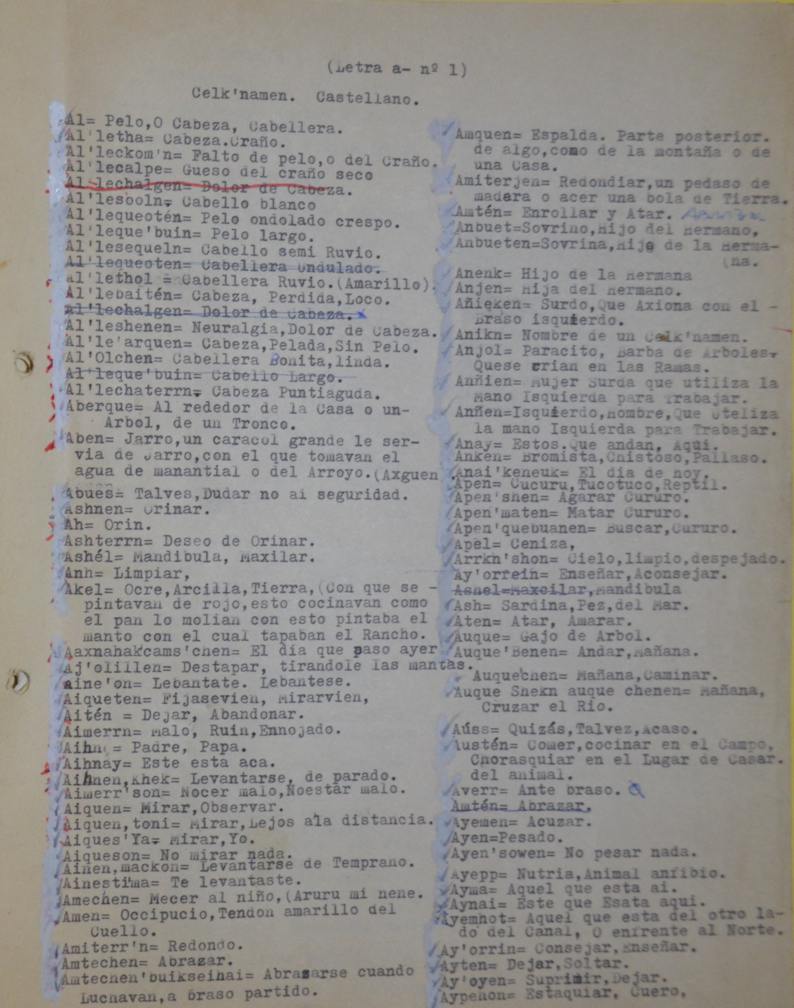 (Letra a- nº 1)
Celk'namen. Castellano.
Al= Pelo,O Cabeza, Cabellera.
Al'letha= Cabeza.Craño.
Al'leckom'n= Falto de pelo,o del Craño.
Al'lecalpe= Gueso del craño seco
Al'lechalgen= Dolor de Cabeza.
Al'lesooln= Cabello blanco
Al'lequeotén= Pelo ondolado crespo.
Al'leque'buin= Pelo largo.
Al'lesequeln= Cabello semi Ruvio.
Al'lequeoten= Cabellera Undulado.
Al'lethol = Cabellera Ruvio.(Amarillo)
Al'lebaitén= Cabeza, Perdida,Loco.
Al'lechalgen= Dolor de Cabeza.
Al'leshenen= Neuralgia,Dolor de Cabeza.
Al'le'arquen= Cabeza,Pelada,Sin Pelo.
Al'Olchen= Cabellera Bonita,linda.
Al'leque'buin= Cabello Largo.
Al'lechaterrn= Cabeza Puntiaguda.
Aberque= Al rededor de la Casa o un-
Arbol, de un Tronco.
Aben= Jarro,un caracol grande le ser-
via de Jarro,con el que tomavan el
agua de manantial o del Arroyo.(Axguen
Abues= Talves,Dudar no ai seguridad.
Ashnen= Orinar.
Ah= Orin.
Ashterrn= Deseo de Orinar.
Ashél= Mandibula, Maxilar.
Anh= Limpiar,
Akel= Ocre,Arcilla,Tierra,(Con que se -
pintavan de rojo,esto cocinavan como
el pan lo molian con esto pintaba el
manto con el cual tapaban el Rancho.
Aaxnahakcams'chen= El día que paso ayer
Aj'olillen= Destapar, tirandole las mantas.
Aine'on= Lebantate. Lebantese.
Aiqueten= Fijasevien, Mirarvien,
Aitén = Dejar, Abandonar.
Aimerrn= Malo, Ruin,Ennojado.
Aihn = Padre, Papa.
Aihnay= Este esta aca.
Aihnen,Khek= Levantarse, de parado.
Aimerr'son= Nocer malo,Noestar malo.
Aiquen= Mirar,Observar.
Aiquen,toni= Mirar,Lejos ala distancia.
Aiques'Ya= Mirar,Yo.
Aiqueson= No mirar nada.
Ainen,mackon= Levantarse de Temprano.
Ainestima= Te levantaste.
Amechen= Mecer al niño,(Aruru mi nene.
Amen= Occipucio,Tendon amarillo del
Cuello.
Amiterr'n= Redondo.
Amtechen= Abrazar.
Amtechen'buikseinai= Abrasarse cuando
Luchavan,a braso partido.
Amquen= Espalda. Parte posterior.
de algo,como de la montaña o de
una Casa.
Amiterjen= Redondiar,un pedaso de
madera o acer una bola de Tierra.
Amtén= Enrollar y Atar.
Anbuet=Sovrino,Hijo del hermano,
Anbueten=Sovrina,Hija de la Herma-
(na.
Anenk= Hijo de la hermana
Anjen= Hija del hermano.
Añieken= Surdo,Que Axiona con el -
Braso isquierdo.
Anikn= Nombre de un Celk'namen.
Anjol= Paracito, Barba de Arboles.
Quese crian en las Ramas.
Anñien= Mujer Surda que utiliza la
Mano Isquierda para Trabajar.
Anñen=Isquierdo,hombre,Que Uteliza
la mano Isquierda para Trabajar.
Anay= Estos.Que andan, Aqui.
Anken= Bromista,Chistoso,Pallaso.
Anai'keneuk= El dia de noy.
Apen= Cucuru,Tucotuco,Reptil.
Apen'shen= Agarar Cururo.
Apen'maten= Matar Cururo.
Apen'quebuanen= Buscar,Cururo.
Apel= Ceniza,
Arrkn'shon= Cielo,limpio,despejado.
Ay'orrein= Enseñar,Aconsejar.
Ashel=Maxcilar,Mandibula
Ash= Sardina,Pez,del Mar.
Aten= Atar, Amarar.
Auque= Gajo de Arbol.
Auque'Benen= Andar,Mañana.
Auquechen= Mañana,Caminar.
Auque Snekn auque chenen= Mañana,
Cruzar el Rio.
Aúss= Quizás,Talvez,Acaso.
Austén= Comer,cocinar en el Campo,
Chorasquiar en el Lugar de Casar.
del animal.
Averr= Ante braso.
Amtén= Abrazar.
Ayemen= Acuzar.
Ayen=Pesado.
Ayen'sowen= No pesar nada.
Ayepp= Nutria,Animal anfibio.
Ayma= Aquel que esta ai.
Aynai= Este que Esata aqui.
Ayemhot= Aquel que esta del otro la-
do del Canal, O enfrente al Norte.
Ay'orrin= Consejar,Enseñar.
Ayten= Dejar,Soltar.
Ay'oyen= Suprimir,Dejar.
Aypenon= Estaquiar, Cuero,